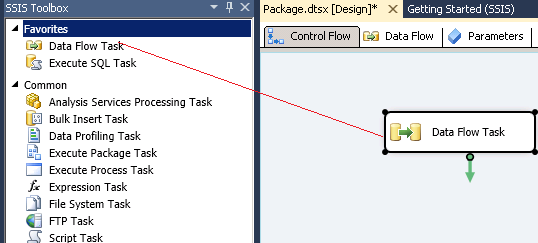 SSIS Toolbox
Favorites
Data Flow Task
Execute SQL Task
Common
Analysis Services Processing Task
Bulk Insert Task
Data Profiling Task
Execute Package Task
Execute Process Task
Expression Task
File System Task
FTP Task
Script Task
Package.dtsx [Design]*
Getting Started (SSIS)
Control Flow
Data Flow
Parameters
Data Flow Task